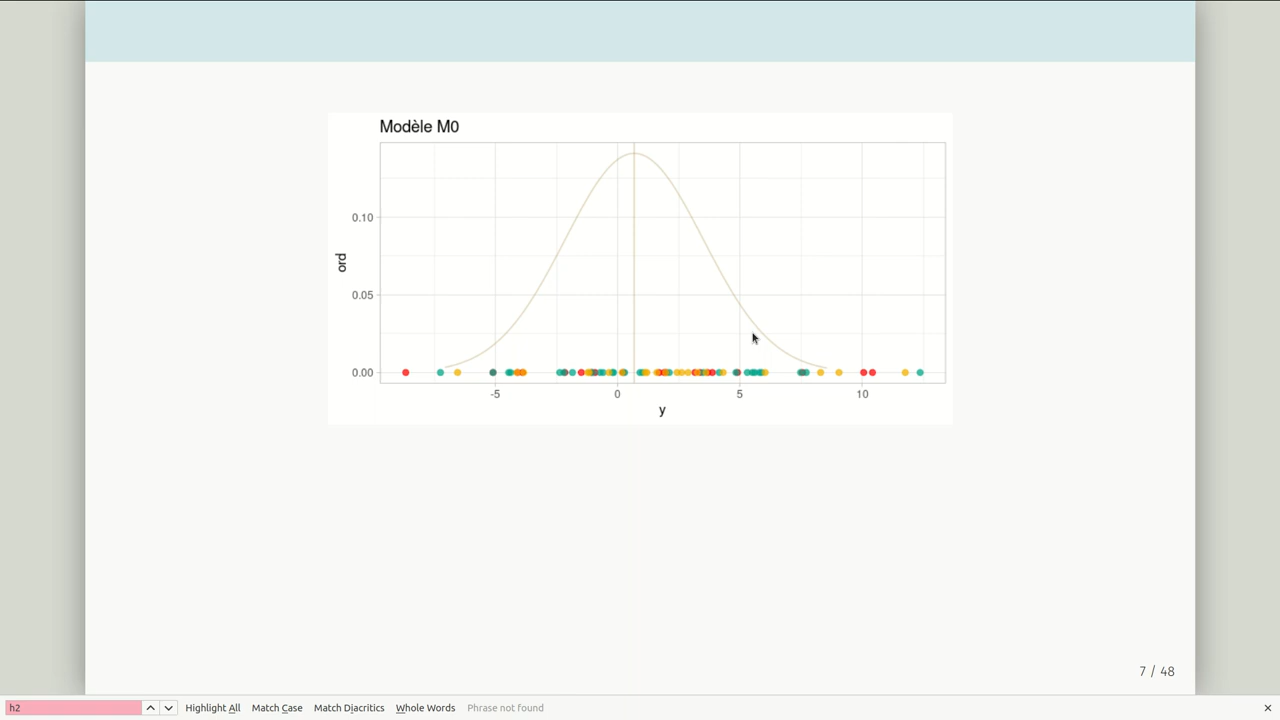 Modèle M0
0.10
ord
0.05
0.00
-5 0 5 10
y
7 / 48
h2 Highlight All Match Case Match Diacritics Whole Words Phrase not found